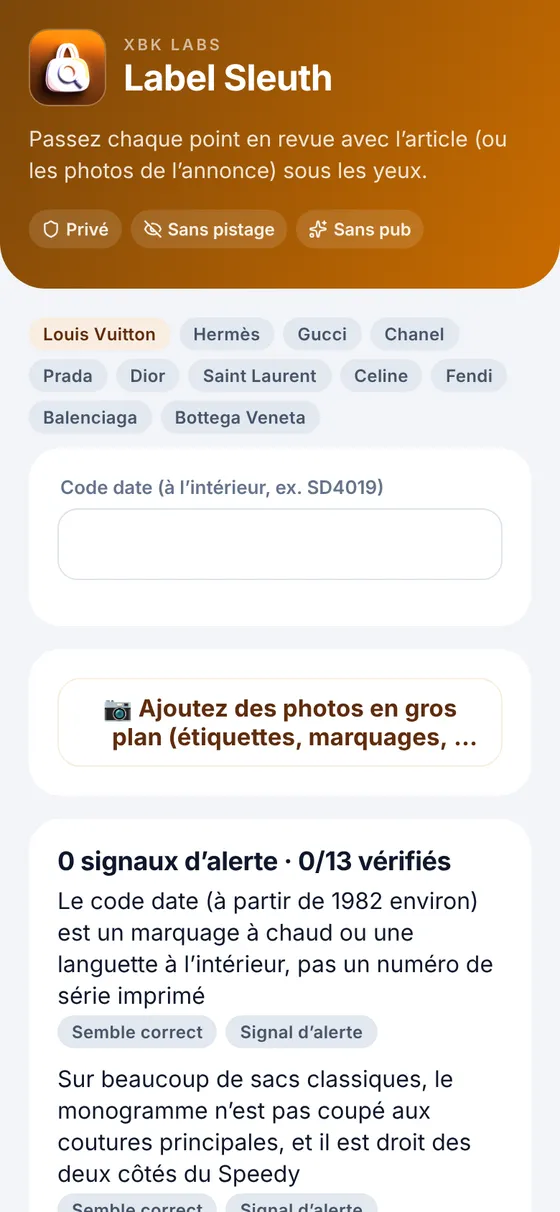 XBK LABS
Label Sleuth
Passez chaque point en revue avec l’article (ou
les photos de l’annonce) sous les yeux.
Privé
Sans pistage
Sans pub
Louis Vuitton
Hermès
Gucci
Chanel
Prada
Dior
Saint Laurent
Celine
Fendi
Balenciaga
Bottega Veneta
Code date (à l’intérieur, ex. SD4019)
📷 Ajoutez des photos en gros
plan (étiquettes, marquages, …
0 signaux d’alerte · 0/13 vérifiés
Le code date (à partir de 1982 environ)
est un marquage à chaud ou une
languette à l’intérieur, pas un numéro de
série imprimé
Semble correct
Signal d’alerte
Sur beaucoup de sacs classiques, le
monogramme n’est pas coupé aux
coutures principales, et il est droit des
deux côtés du Speedy
Semble correct
Signal d’alerte